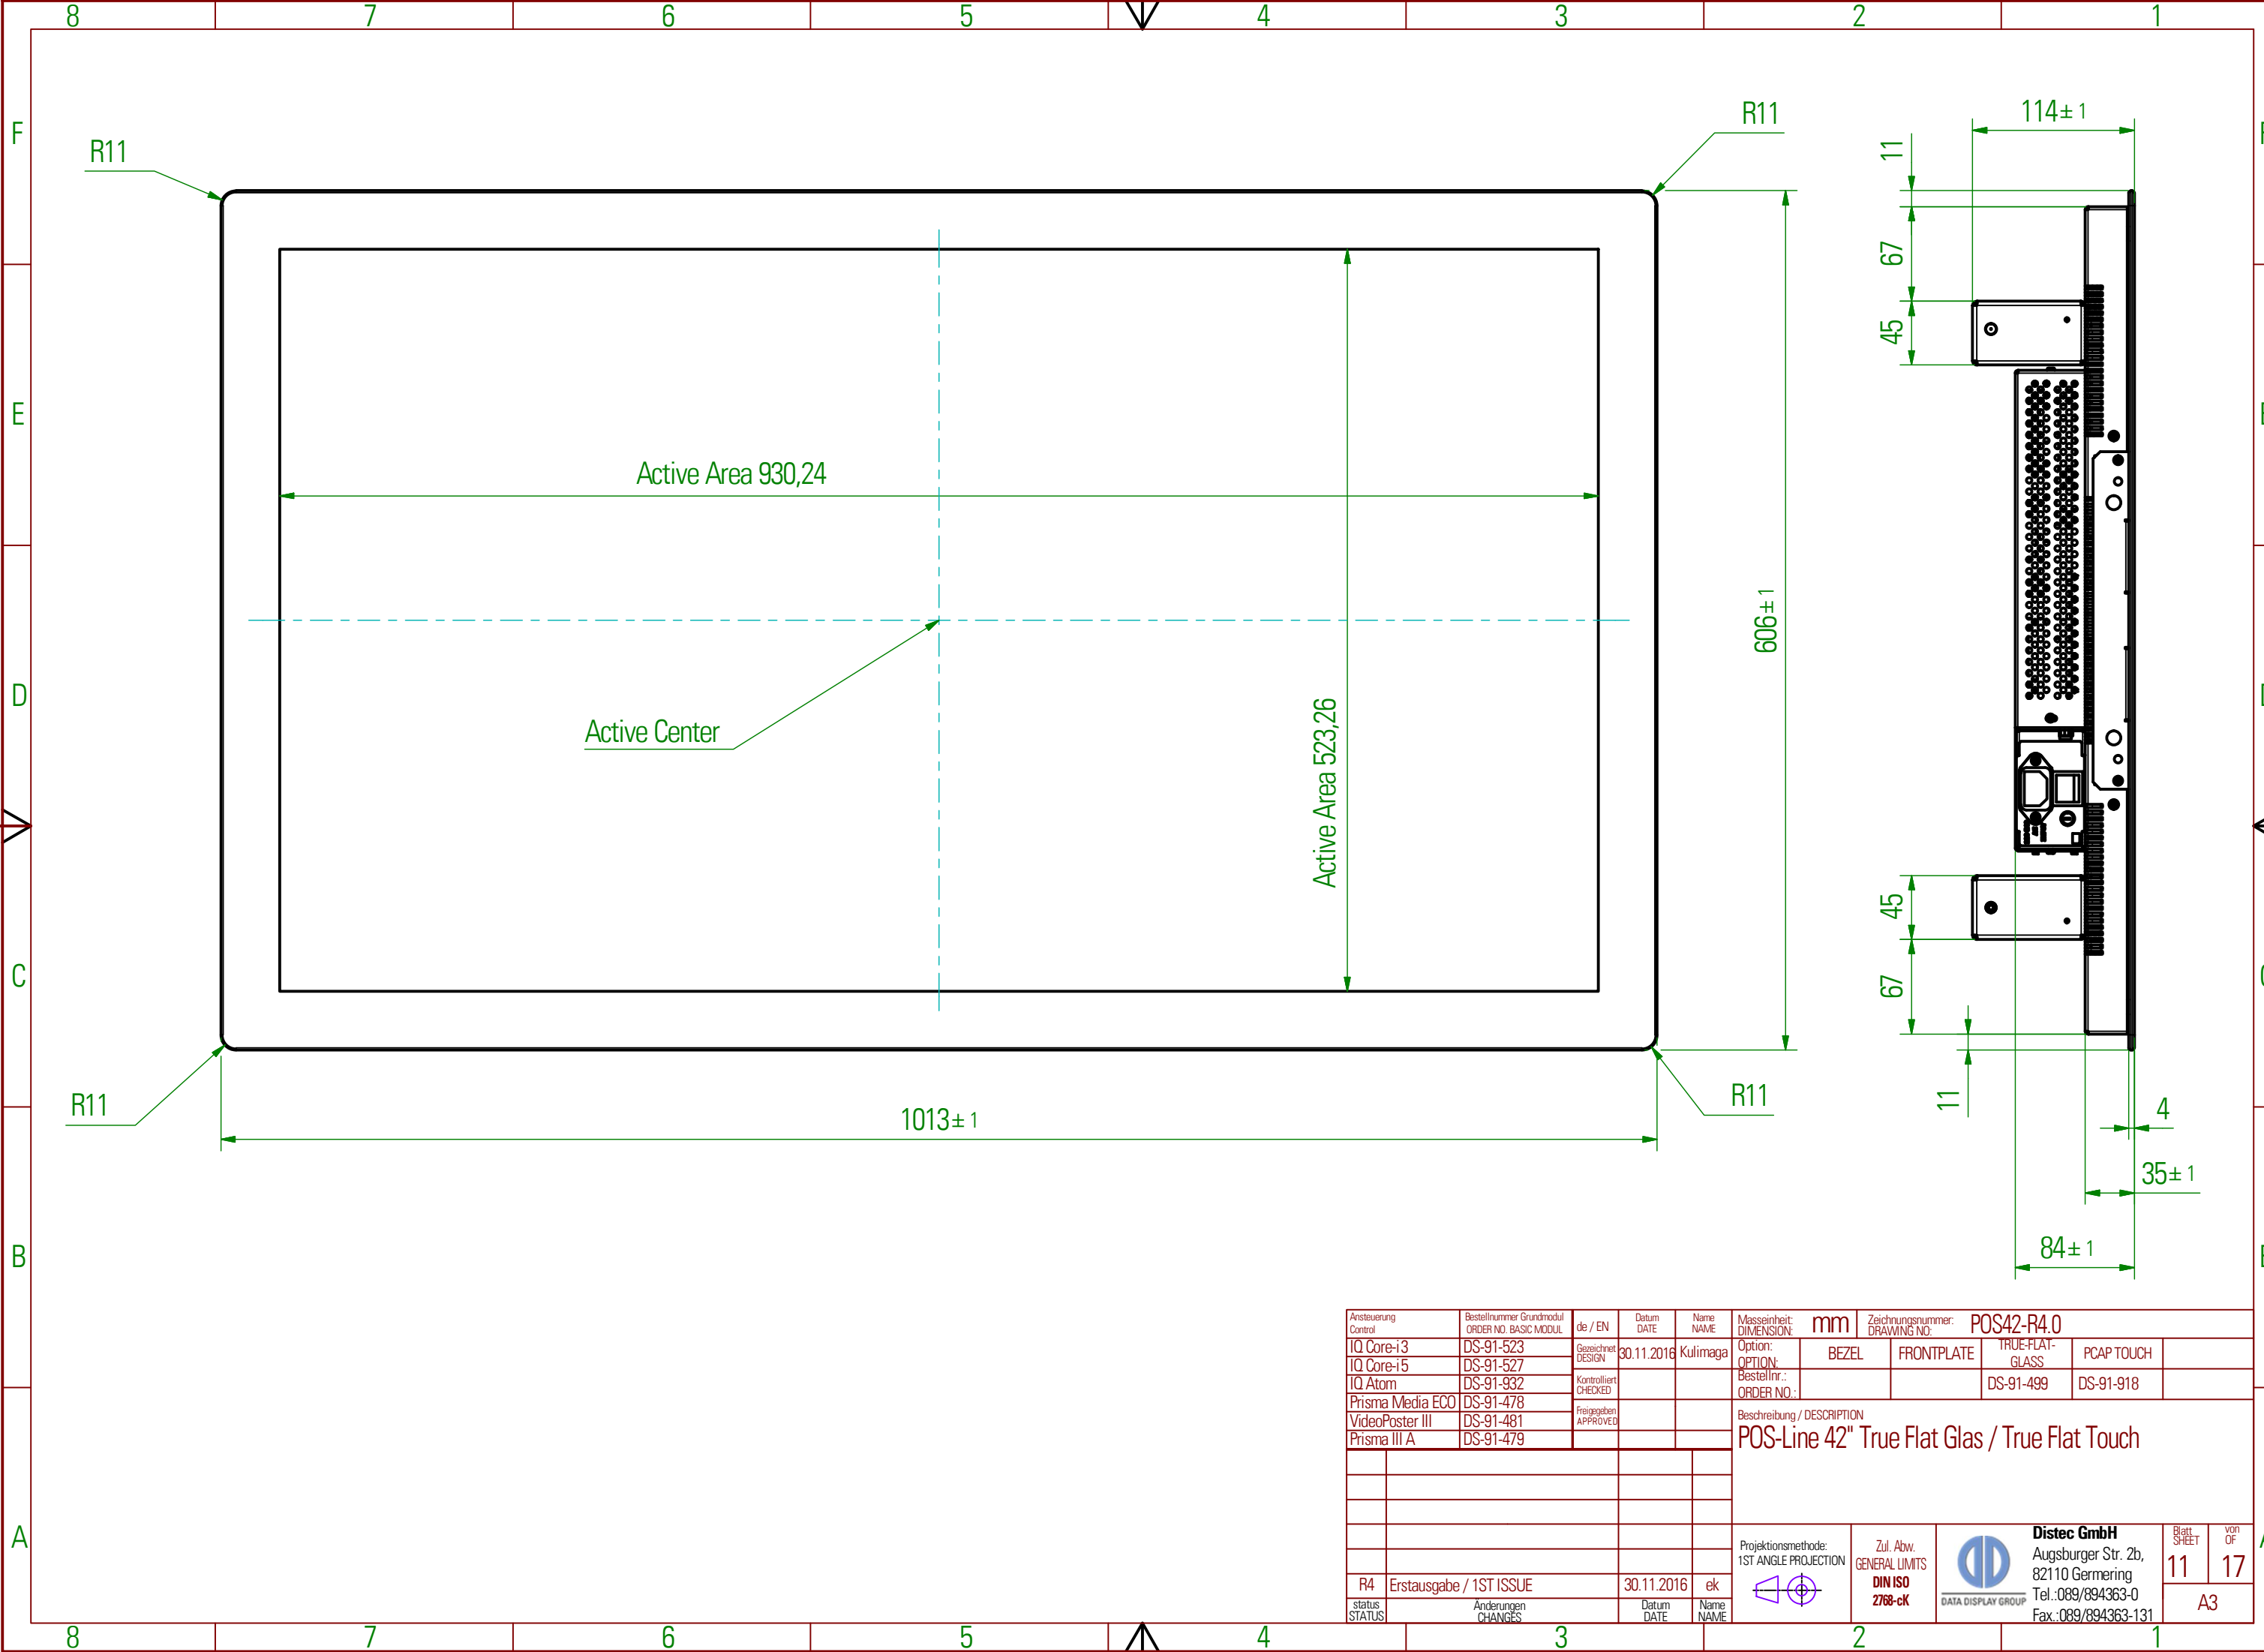 8 7 6 5 4 3 2 1
F
E
D
C
B
A
R11
R11
114± 1
11
67
45
Active Area 930,24
606± 1
Active Center
Active Area 523,26
45
67
11
R11
R11
1013± 1
4
35± 1
84± 1
Ansteuerung
Control
Bestellnummer Grundmodul
ORDER NO. BASIC MODUL
IQ Core-i3 DS-91-523
IQ Core-i5 DS-91-527
IQ Atom DS-91-932
Prisma Media ECO DS-91-478
VideoPoster III DS-91-481
Prisma III A DS-91-479
de / EN
Datum
DATE
Name
NAME
Gezeichnet
DESIGN
30.11.2016 Kulimaga
Kontrolliert
CHECKED
Freigegeben
APPROVED
Masseinheit:
DIMENSION:
mm
Zeichnungsnummer:
DRAWING NO:
POS42-R4.0
Option:
OPTION:
BEZEL FRONTPLATE
TRUE-FLAT-
GLASS
PCAP TOUCH
Bestellnr.:
ORDER NO.:
DS-91-499 DS-91-918
Beschreibung / DESCRIPTION
POS-Line 42" True Flat Glas / True Flat Touch
R4 Erstausgabe / 1ST ISSUE 30.11.2016 ek
status
STATUS
Änderungen
CHANGES
Datum
DATE
Name
NAME
Projektionsmethode:
1ST ANGLE PROJECTION
Zul. Abw.
GENERAL LIMITS
DIN ISO
2768-cK
DATA DISPLAY GROUP
Distec GmbH
Augsburger Str. 2b,
82110 Germering
Tel.:089/894363-0
Fax.:089/894363-131
Blatt
SHEET
11
von
OF
17
A3
8 7 6 5 4 3 2 1